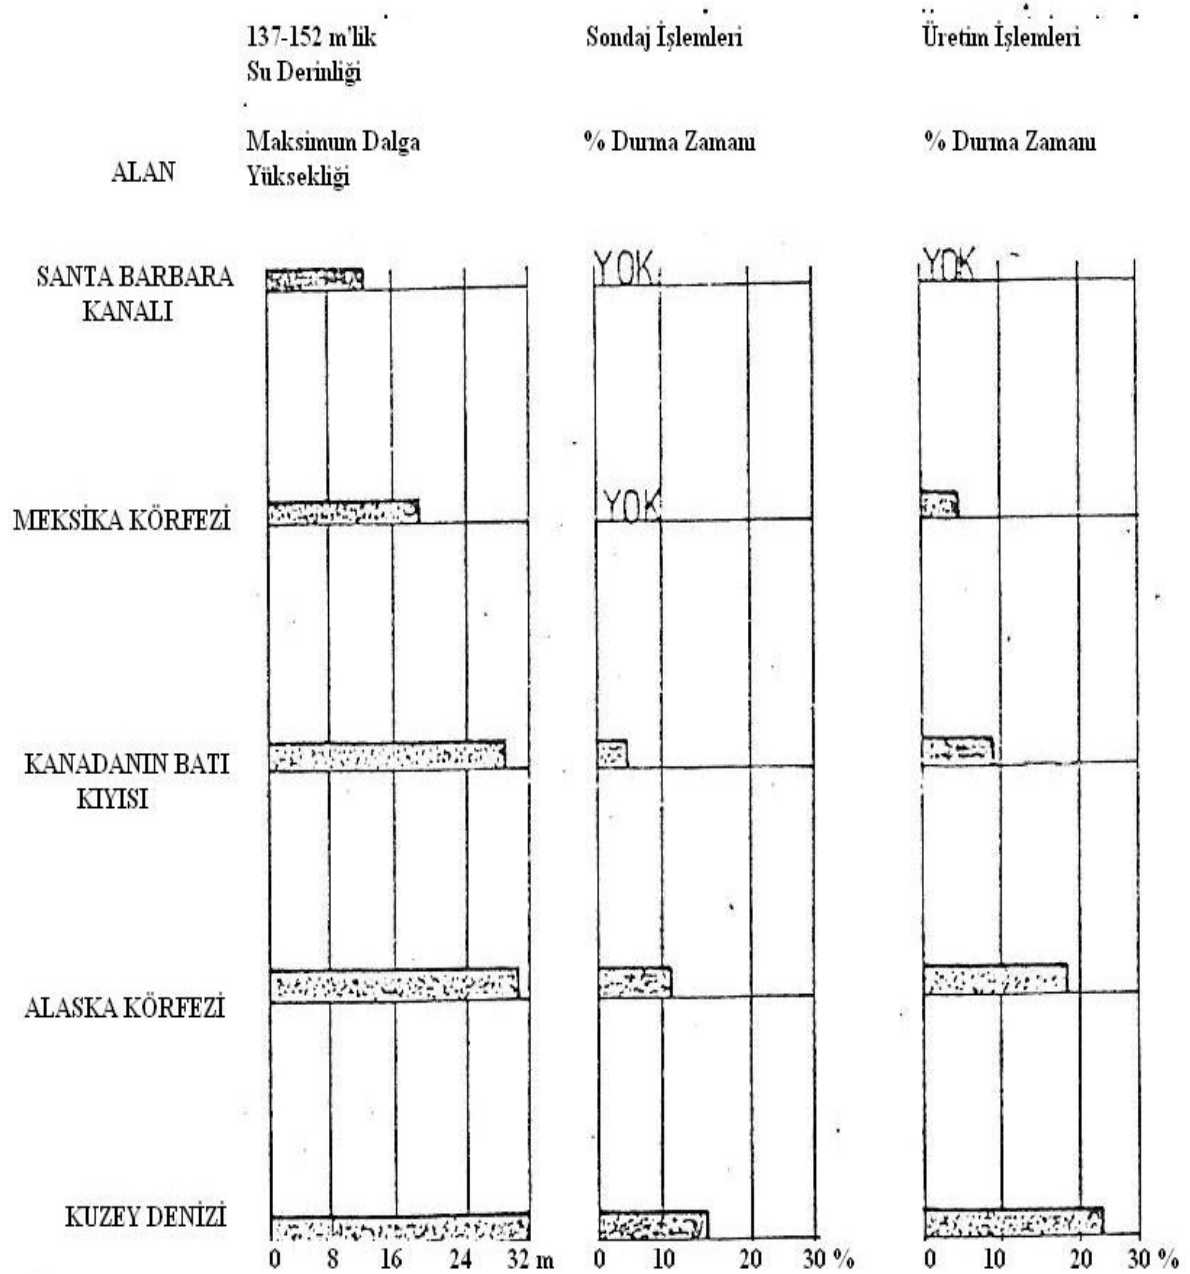 137-152 m'lik
Su Derinliği
Sondaj İşlemleri
Üretim İşlemleri
ALAN
Maksimum Dalga
Yüksekliği
% Durma Zamanı
% Durma Zamanı
SANTA BARBARA
KANALI
YOK
YOK
MEKSİKA KÖRFEZİ
YOK
KANADANIN BATI
KIYISI
ALASKA KÖRFEZİ
KUZEY DENİZİ
0 8 16 24 32 m
0 10 20 30 %
0 10 20 30 %